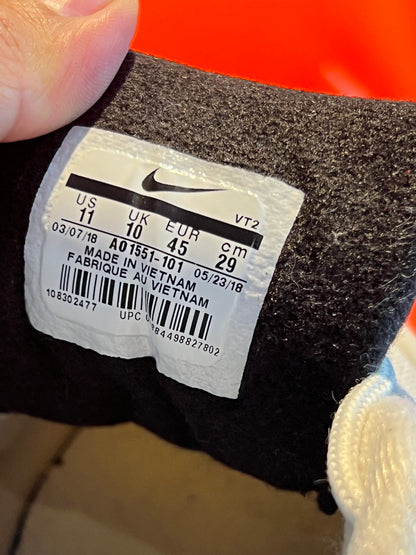 VT2
US UK EUR cm
11 10 45 29
03/07/18 AO1551-101 05/23/18
MADE IN VIETNAM
FABRIQUE AU VIETNAM
108302477 UPC